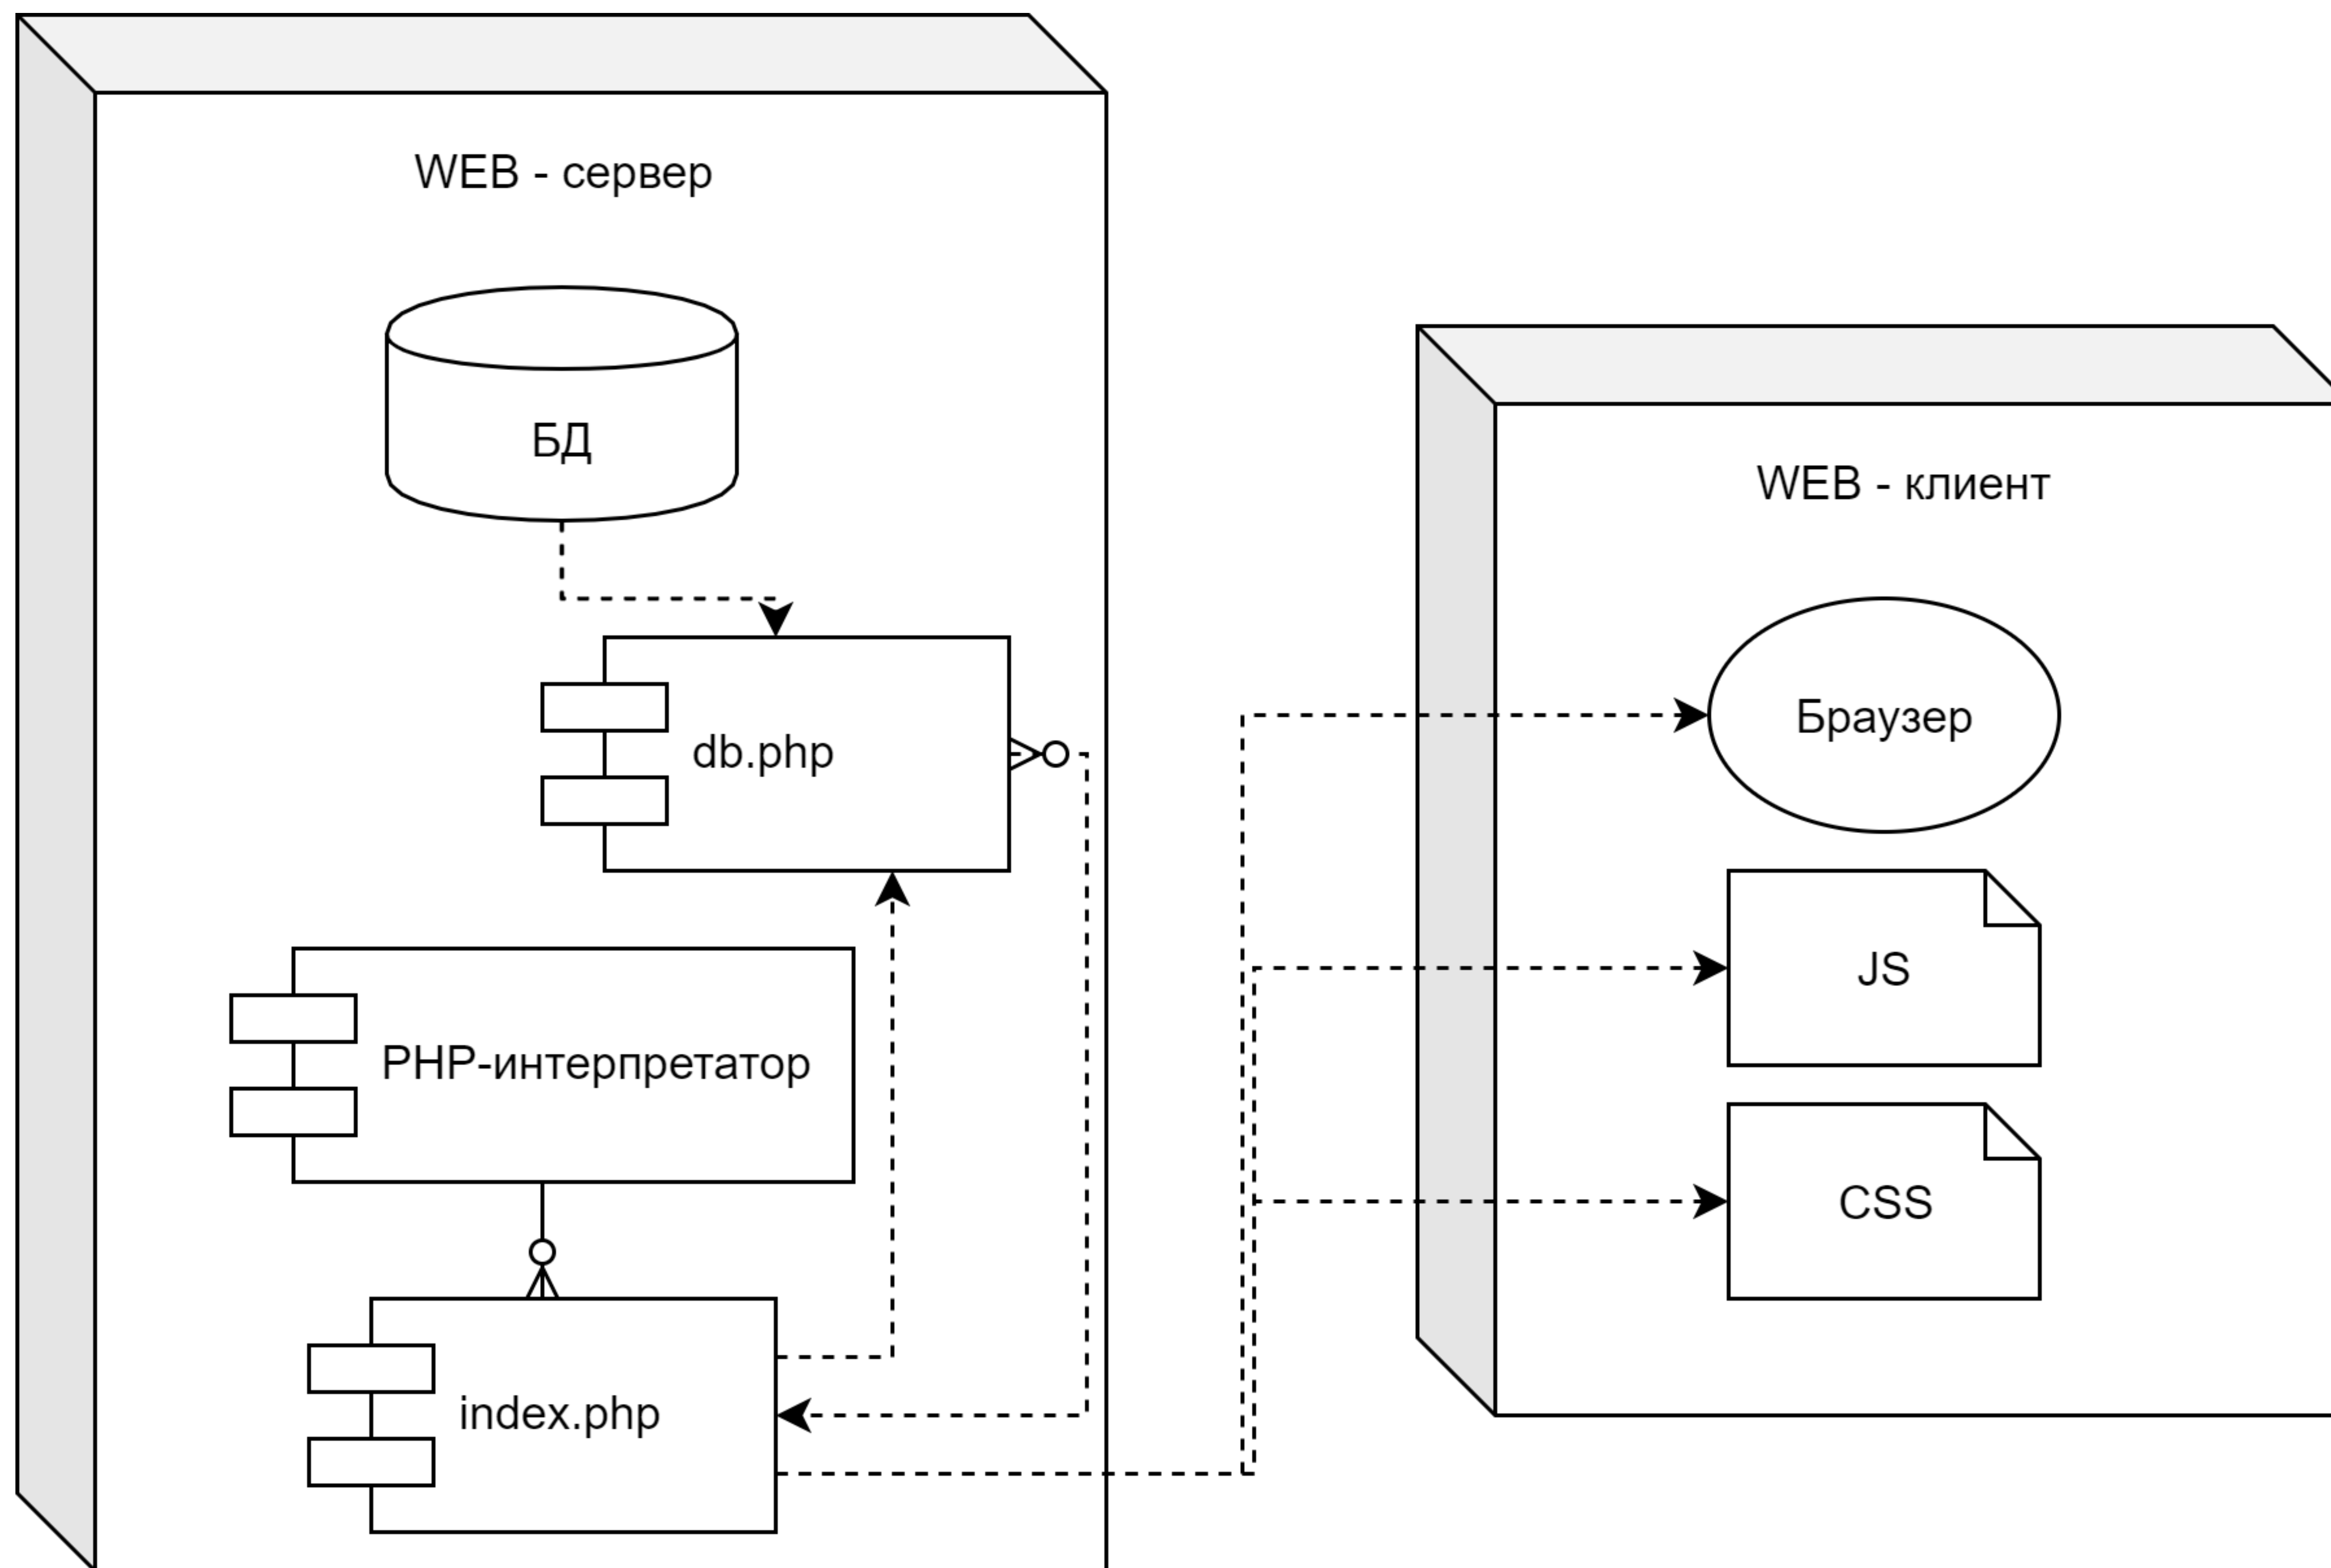 WEB - сервер
БД
db.php
PHP-интерпретатор
index.php
WEB - клиент
Браузер
JS
CSS